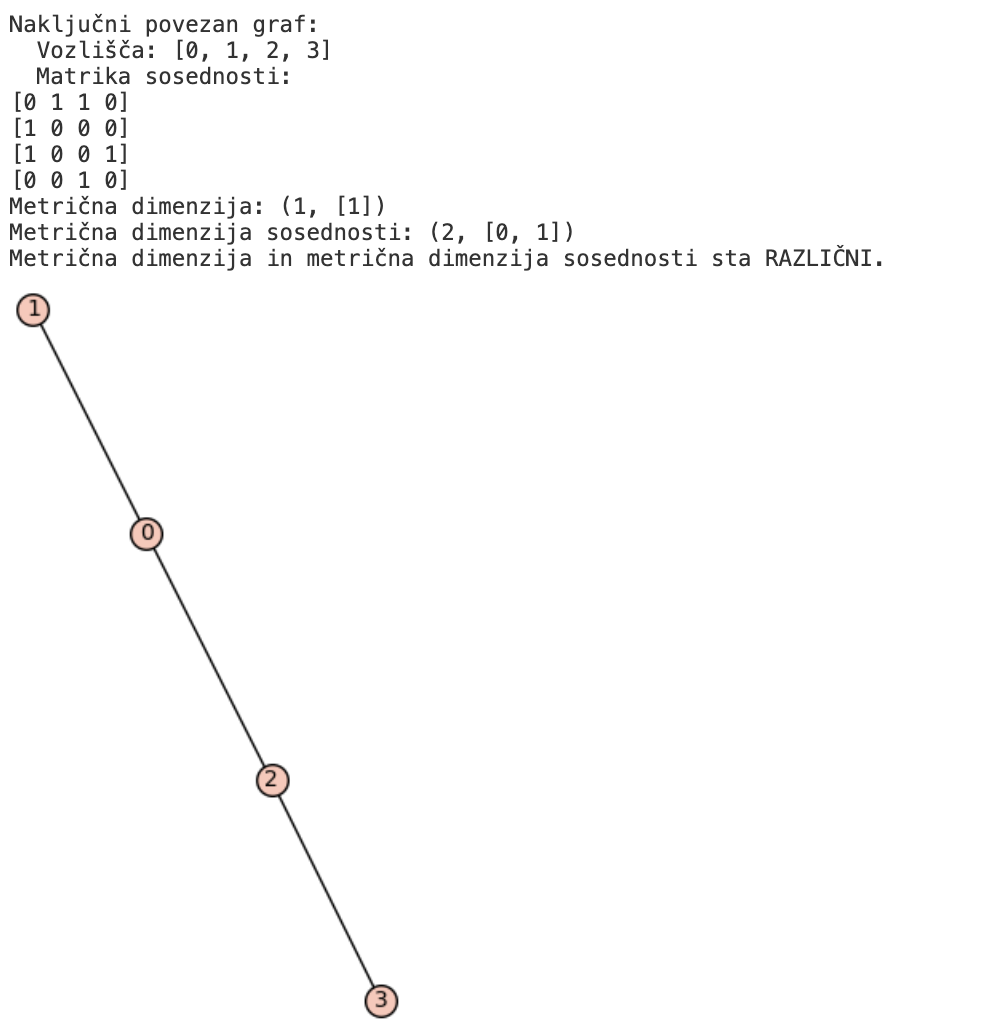 Naključni povezan graf:
  Vozlišča: [0, 1, 2, 3]
  Matrika sosednosti:
[0 1 1 0]
[1 0 0 0]
[1 0 0 1]
[0 0 1 0]
Metrična dimenzija: (1, [1])
Metrična dimenzija sosednosti: (2, [0, 1])
Metrična dimenzija in metrična dimenzija sosednosti sta RAZLIČNI.
1
0
2
3